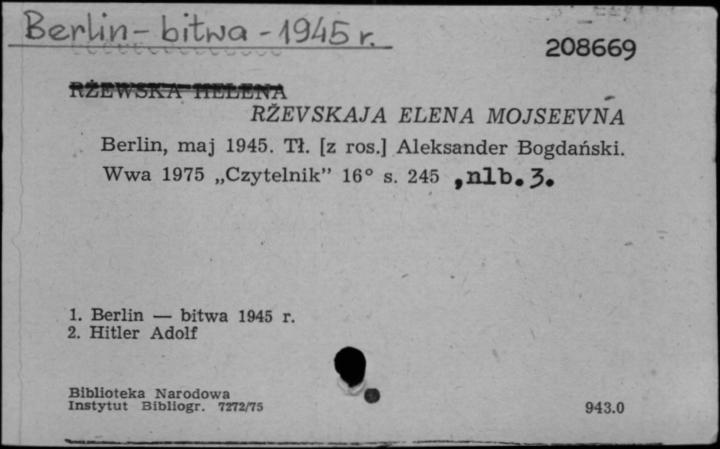 Berlin - bitwa - 1945 r.
208669
RŻEWSKA HELENA
RŽEVSKAJA ELENA MOJSEEVNA
Berlin, maj 1945. Tł. [z ros.] Aleksander Bogdański.
Wwa 1975 „Czytelnik” 16° s. 245 , nlb. 3.
1. Berlin — bitwa 1945 r.
2. Hitler Adolf
Biblioteka Narodowa
Instytut Bibliogr. 7272/75
943.0